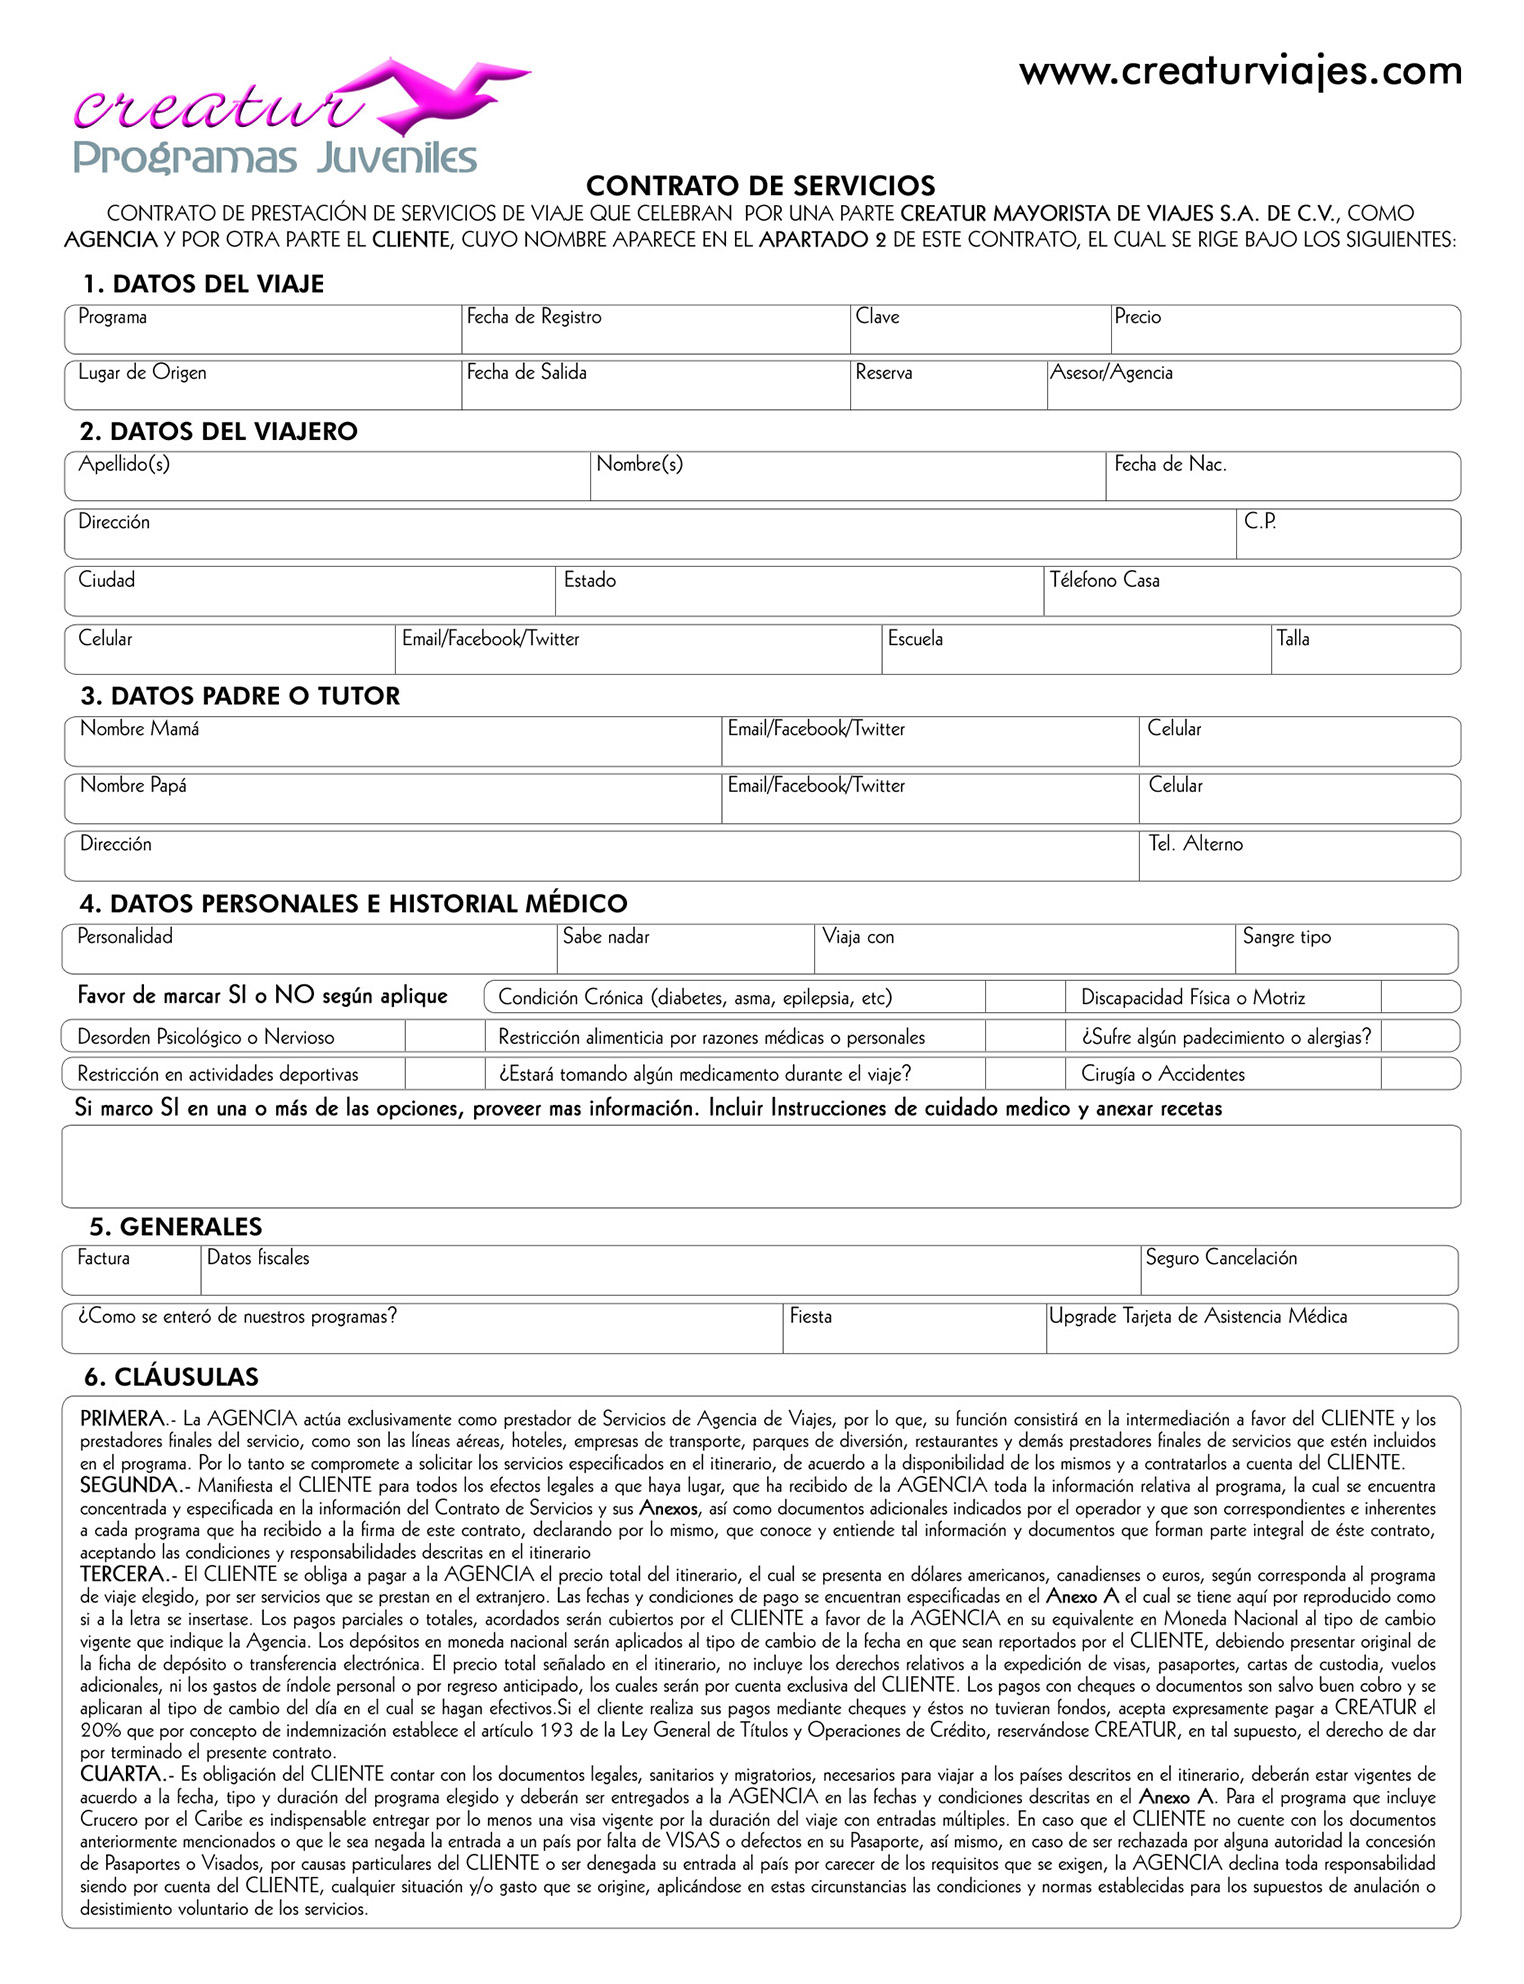 www.creaturviajes.com
creatur
Programas Juveniles
CONTRATO DE SERVICIOS
CONTRATO DE PRESTACIÓN DE SERVICIOS DE VIAJE QUE CELEBRAN POR UNA PARTE CREATUR MAYORISTA DE VIAJES S.A. DE C.V., COMO
AGENCIA Y POR OTRA PARTE EL CLIENTE, CUYO NOMBRE APARECE EN EL APARTADO 2 DE ESTE CONTRATO, EL CUAL SE RIGE BAJO LOS SIGUIENTES:
1. DATOS DEL VIAJE
Programa Fecha de Registro Clave Precio
Lugar de Origen Fecha de Salida Reserva Asesor/Agencia
2. DATOS DEL VIAJERO
Apellido(s) Nombre(s) Fecha de Nac.
Dirección C.P.
Ciudad Estado Télefono Casa
Celular Email/Facebook/Twitter Escuela Talla
3. DATOS PADRE O TUTOR
Nombre Mamá Email/Facebook/Twitter Celular
Nombre Papá Email/Facebook/Twitter Celular
Dirección Tel. Alterno
4. DATOS PERSONALES E HISTORIAL MÉDICO
Personalidad Sabe nadar Viaja con Sangre tipo
Favor de marcar SI o NO según aplique Condición Crónica (diabetes, asma, epilepsia, etc) Discapacidad Física o Motriz
Desorden Psicológico o Nervioso Restricción alimenticia por razones médicas o personales ¿Sufre algún padecimiento o alergias?
Restricción en actividades deportivas ¿Estará tomando algún medicamento durante el viaje? Cirugía o Accidentes
Si marco SI en una o más de las opciones, proveer mas información. Incluir Instrucciones de cuidado medico y anexar recetas
5. GENERALES
Factura Datos fiscales Seguro Cancelación
¿Como se enteró de nuestros programas? Fiesta Upgrade Tarjeta de Asistencia Médica
6. CLÁUSULAS
PRIMERA.- La AGENCIA actúa exclusivamente como prestador de Servicios de Agencia de Viajes, por lo que, su función consistirá en la intermediación a favor del CLIENTE y los
prestadores finales del servicio, como son las líneas aéreas, hoteles, empresas de transporte, parques de diversión, restaurantes y demás prestadores finales de servicios que estén incluidos
en el programa. Por lo tanto se compromete a solicitar los servicios especificados en el itinerario, de acuerdo a la disponibilidad de los mismos y a contratarlos a cuenta del CLIENTE.
SEGUNDA.- Manifiesta el CLIENTE para todos los efectos legales a que haya lugar, que ha recibido de la AGENCIA toda la información relativa al programa, la cual se encuentra
concentrada y especificada en la información del Contrato de Servicios y sus Anexos, así como documentos adicionales indicados por el operador y que son correspondientes e inherentes
a cada programa que ha recibido a la firma de este contrato, declarando por lo mismo, que conoce y entiende tal información y documentos que forman parte integral de éste contrato,
aceptando las condiciones y responsabilidades descritas en el itinerario
TERCERA.- El CLIENTE se obliga a pagar a la AGENCIA el precio total del itinerario, el cual se presenta en dólares americanos, canadienses o euros, según corresponda al programa
de viaje elegido, por ser servicios que se prestan en el extranjero. Las fechas y condiciones de pago se encuentran especificadas en el Anexo A el cual se tiene aquí por reproducido como
si a la letra se insertase. Los pagos parciales o totales, acordados serán cubiertos por el CLIENTE a favor de la AGENCIA en su equivalente en Moneda Nacional al tipo de cambio
vigente que indique la Agencia. Los depósitos en moneda nacional serán aplicados al tipo de cambio de la fecha en que sean reportados por el CLIENTE, debiendo presentar original de
la ficha de depósito o transferencia electrónica. El precio total señalado en el itinerario, no incluye los derechos relativos a la expedición de visas, pasaportes, cartas de custodia, vuelos
adicionales, ni los gastos de índole personal o por regreso anticipado, los cuales serán por cuenta exclusiva del CLIENTE. Los pagos con cheques o documentos son salvo buen cobro y se
aplicaran al tipo de cambio del día en el cual se hagan efectivos.Si el cliente realiza sus pagos mediante cheques y éstos no tuvieran fondos, acepta expresamente pagar a CREATUR el
20% que por concepto de indemnización establece el artículo 193 de la Ley General de Títulos y Operaciones de Crédito, reservándose CREATUR, en tal supuesto, el derecho de dar
por terminado el presente contrato.
CUARTA.- Es obligación del CLIENTE contar con los documentos legales, sanitarios y migratorios, necesarios para viajar a los países descritos en el itinerario, deberán estar vigentes de
acuerdo a la fecha, tipo y duración del programa elegido y deberán ser entregados a la AGENCIA en las fechas y condiciones descritas en el Anexo A. Para el programa que incluye
Crucero por el Caribe es indispensable entregar por lo menos una visa vigente por la duración del viaje con entradas múltiples. En caso que el CLIENTE no cuente con los documentos
anteriormente mencionados o que le sea negada la entrada a un país por falta de VISAS o defectos en su Pasaporte, así mismo, en caso de ser rechazada por alguna autoridad la concesión
de Pasaportes o Visados, por causas particulares del CLIENTE o ser denegada su entrada al país por carecer de los requisitos que se exigen, la AGENCIA declina toda responsabilidad
siendo por cuenta del CLIENTE, cualquier situación y/o gasto que se origine, aplicándose en estas circunstancias las condiciones y normas establecidas para los supuestos de anulación o
desistimiento voluntario de los servicios.